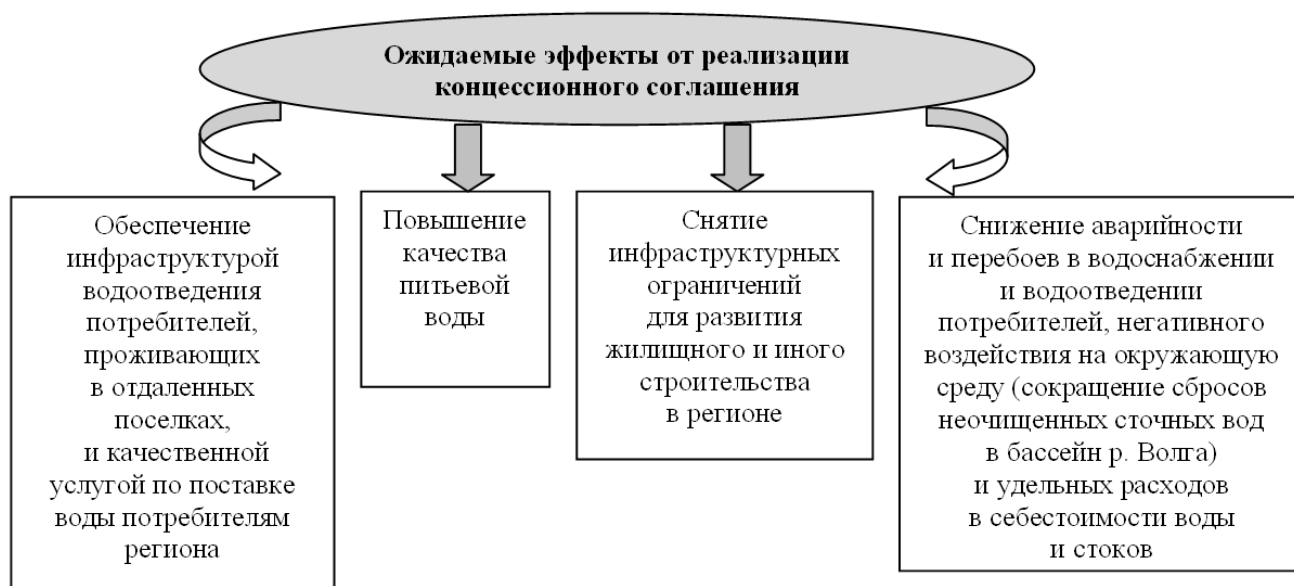 Ожидаемые эффекты от реализации
концессионного соглашения
Обеспечение
инфраструктурой
водоотведения
потребителей,
проживающих
в отдаленных
поселках,
и качественной
услугой по поставке
воды потребителям
региона
Повышение
качества
питьевой
воды
Снятие
инфраструктурных
ограничений
для развития
жилищного и иного
строительства
в регионе
Снижение аварийности
и перебоев в водоснабжении
и водоотведении
потребителей, негативного
воздействия на окружающую
среду (сокращение сбросов
неочищенных сточных вод
в бассейн р. Волга)
и удельных расходов
в себестоимости воды
и стоков